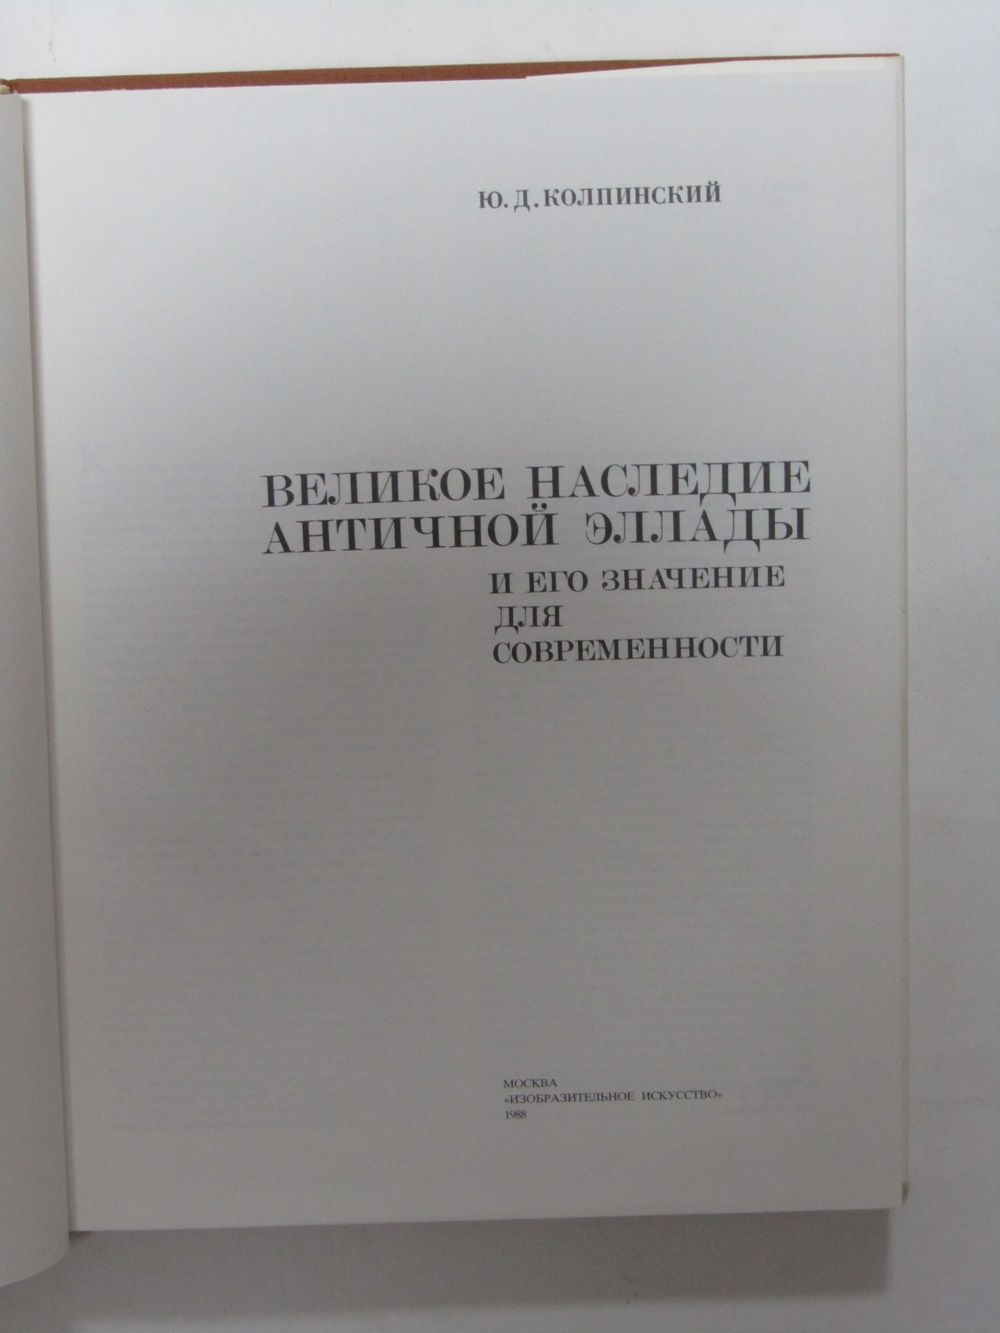 Ю. Д. КОЛПИНСКИЙ
ВЕЛИКОЕ НАСЛЕДИЕ
АНТИЧНОЙ ЭЛЛАДЫ
И ЕГО ЗНАЧЕНИЕ
ДЛЯ
СОВРЕМЕННОСТИ
МОСКВА
«ИЗОБРАЗИТЕЛЬНОЕ ИСКУССТВО»
1988